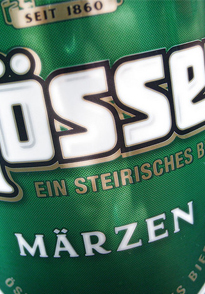 SEIT 1860
össe
EIN STEIRISCHES B
MÄRZEN